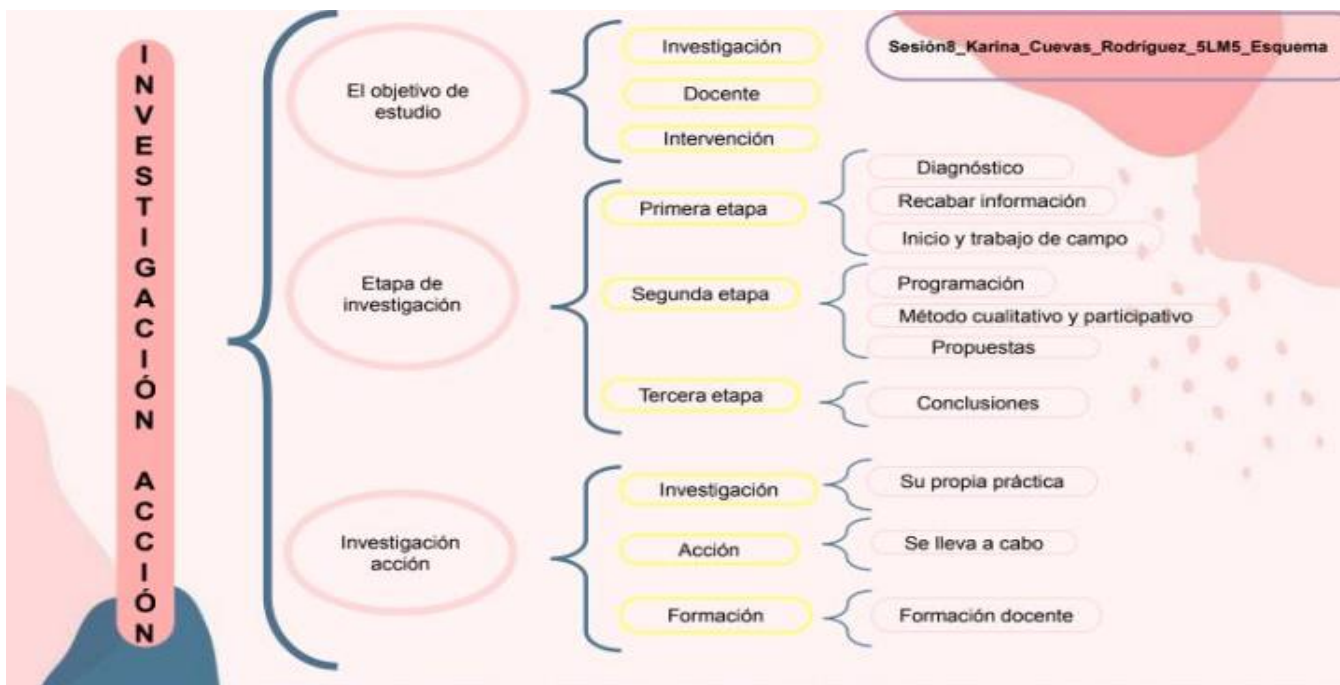 INVESTIGACIÓN ACCIÓN
Sesión8_Karina_Cuevas_Rodríguez_5LM5_Esquema
El objetivo de
estudio
Investigación
Docente
Intervención
Etapa de
investigación
Primera etapa
Diagnóstico
Recabar información
Inicio y trabajo de campo
Segunda etapa
Programación
Método cualitativo y participativo
Propuestas
Tercera etapa
Conclusiones
Investigación
acción
Investigación
Su propia práctica
Acción
Se lleva a cabo
Formación
Formación docente